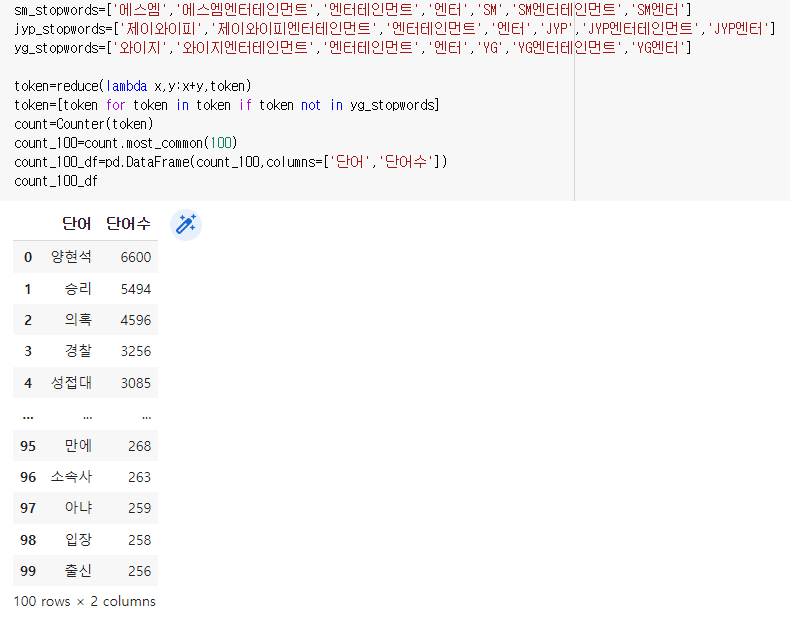 sm_stopwords=['에스엠','에스엠엔터테인먼트','엔터테인먼트','엔터','SM','SM엔터테인먼트','SM엔터']
jyp_stopwords=['제이와이피','제이와이피엔터테인먼트','엔터테인먼트','엔터','JYP','JYP엔터테인먼트','JYP엔터']
yg_stopwords=['와이지','와이지엔터테인먼트','엔터테인먼트','엔터','YG','YG엔터테인먼트','YG엔터']
token=reduce(lambda x,y:x+y,token)
token=[token for token in token if token not in yg_stopwords]
count=Counter(token)
count_100=count.most_common(100)
count_100_df=pd.DataFrame(count_100,columns=['단어','단어수'])
count_100_df
단어 단어수
0 양현석 6600
1 승리 5494
2 의혹 4596
3 경찰 3256
4 성접대 3085
... ... ...
95 만에 268
96 소속사 263
97 아냐 259
98 입장 258
99 출신 256
100 rows × 2 columns